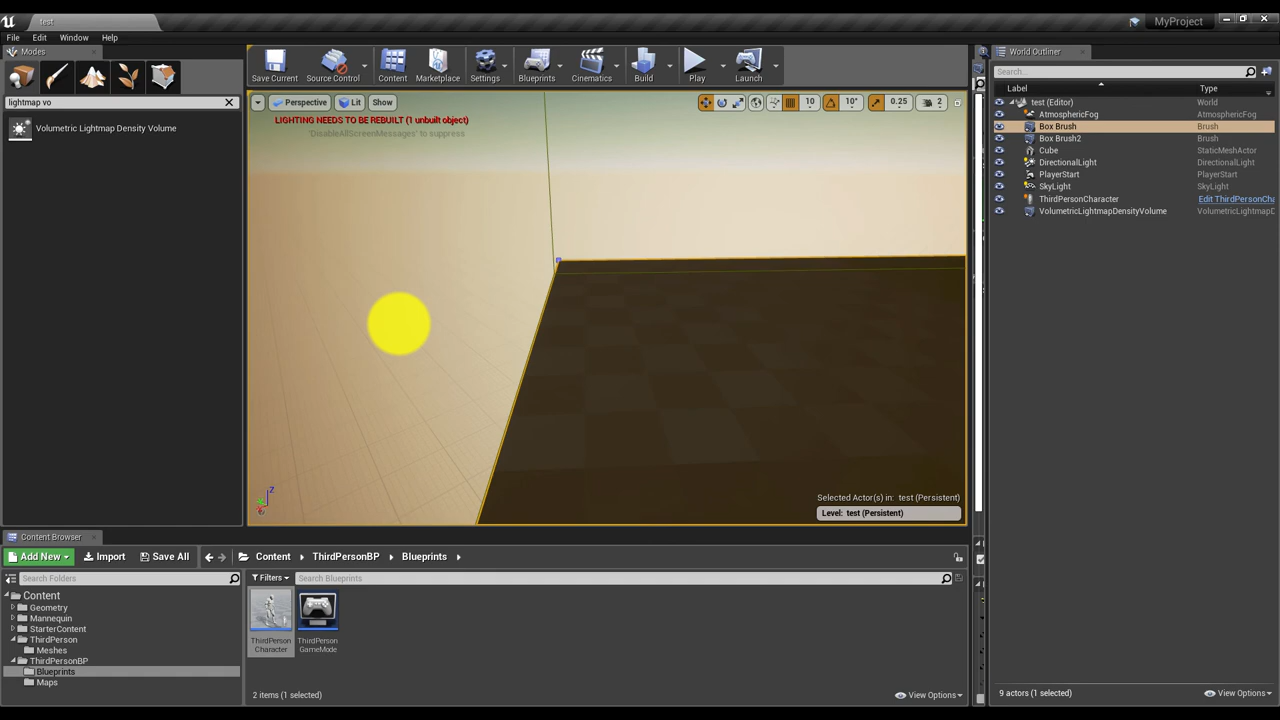 test
MyProject
File Edit Window Help
Modes
lightmap vo
Volumetric Lightmap Density Volume
Save Current Source Control Content Marketplace Settings Blueprints Cinematics Build Play Launch
Perspective Lit Show 10 10° 0.25 2
LIGHTING NEEDS TO BE REBUILT (1 unbuilt object)
'DisableAllScreenMessages' to suppress
Z
Selected Actor(s) in: test (Persistent)
Level: test (Persistent)
World Outliner
Search...
Label Type
test (Editor) World
AtmosphericFog AtmosphericFog
Box Brush Brush
Box Brush2 Brush
Cube StaticMeshActor
DirectionalLight DirectionalLight
PlayerStart PlayerStart
SkyLight SkyLight
ThirdPersonCharacter Edit ThirdPersonCha
VolumetricLightmapDensityVolume VolumetricLightmapD
9 actors (1 selected) View Options
Content Browser
Add New Import Save All Content ThirdPersonBP Blueprints
Search Folders
Filters Search Blueprints
Content
Geometry
Mannequin
StarterContent
ThirdPerson
Meshes
ThirdPersonBP
Blueprints
Maps
ThirdPerson
Character
ThirdPerson
GameMode
2 items (1 selected) View Options